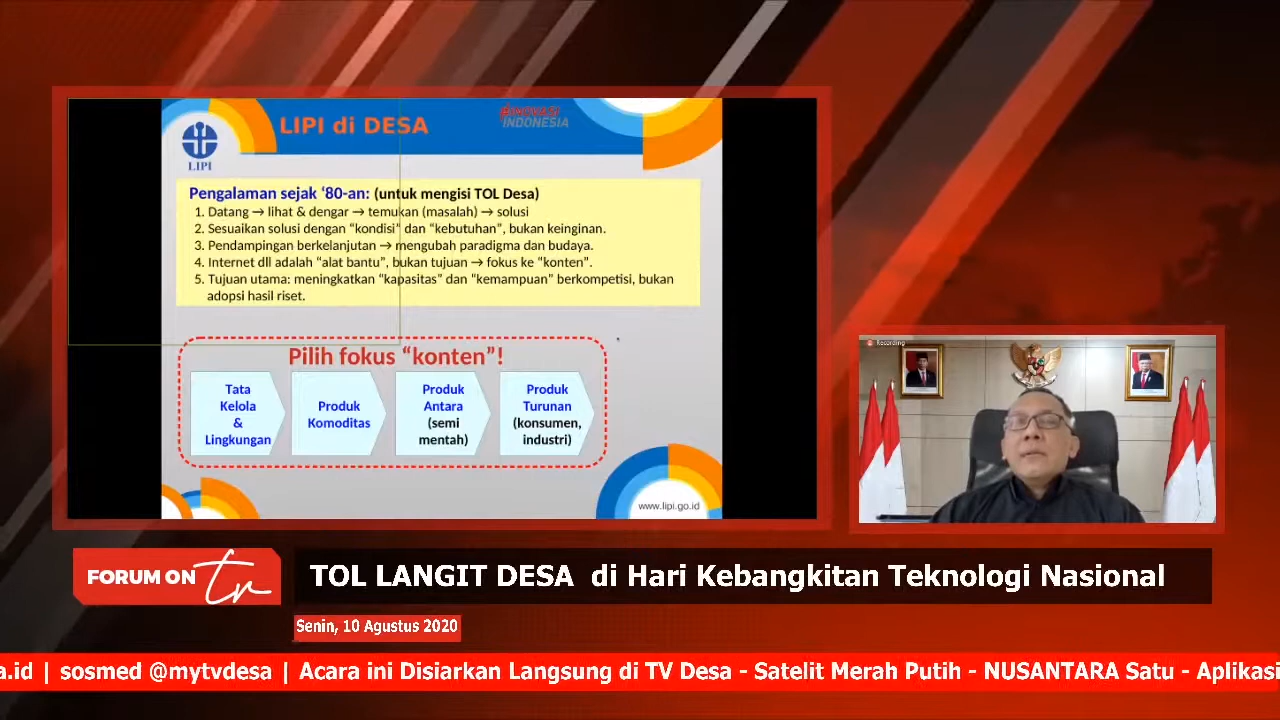 LIPI
LIPI di DESA
#INOVASI
INDONESIA
Pengalaman sejak '80-an: (untuk mengisi TOL Desa)
1. Datang → lihat & dengar → temukan (masalah) → solusi
2. Sesuaikan solusi dengan “kondisi” dan “kebutuhan”, bukan keinginan.
3. Pendampingan berkelanjutan → mengubah paradigma dan budaya.
4. Internet dll adalah “alat bantu”, bukan tujuan → fokus ke “konten”.
5. Tujuan utama: meningkatkan “kapasitas” dan “kemampuan” berkompetisi, bukan
adopsi hasil riset.
Pilih fokus “konten”!
Tata
Kelola
&
Lingkungan
Produk
Komoditas
Produk
Antara
(semi
mentah)
Produk
Turunan
(konsumen,
industri)
www.lipi.go.id
Recording
FORUM ON tr
TOL LANGIT DESA di Hari Kebangkitan Teknologi Nasional
Senin, 10 Agustus 2020
a.id | sosmed @mytvdesa | Acara ini Disiarkan Langsung di TV Desa - Satelit Merah Putih - NUSANTARA Satu - Aplikasi